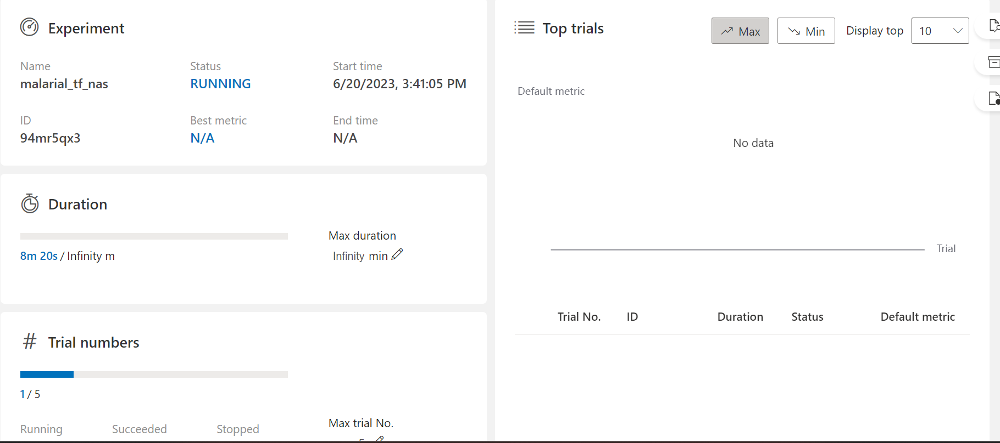 Experiment
Name
malarial_tf_nas
Status
RUNNING
Start time
6/20/2023, 3:41:05 PM
ID
94mr5qx3
Best metric
N/A
End time
N/A
Duration
8m 20s / Infinity m
Max duration
Infinity min
# Trial numbers
1 / 5
Running
Succeeded
Stopped
Max trial No.
Top trials
Max
Min
Display top
10
Default metric
No data
Trial
Trial No. ID Duration Status Default metric